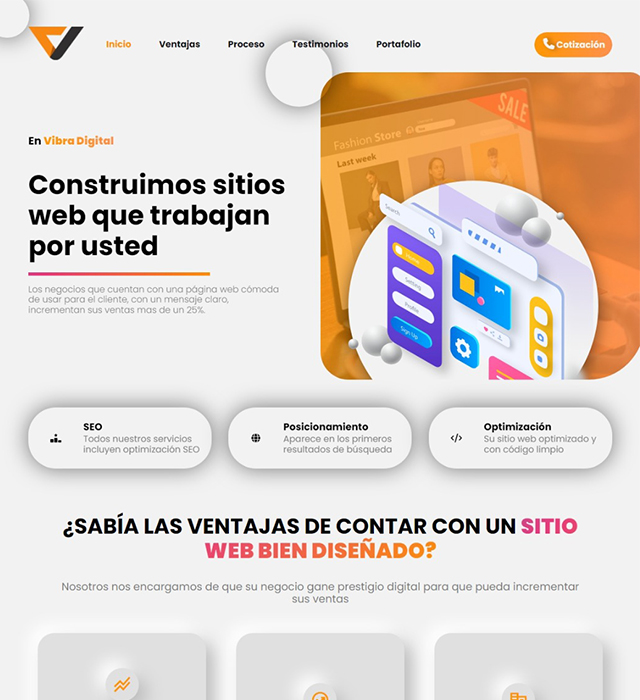 Inicio
Ventajas
Proceso
Testimonios
Portafolio
Cotización
En Vibra Digital
Construimos sitios
web que trabajan
por usted
Los negocios que cuentan con una página web cómoda
de usar para el cliente, con un mensaje claro,
incrementan sus ventas mas de un 25%.
SALE
Fashion Store
Last week
Search
Home
Setting
Profile
Sign Up
SEO
Todos nuestros servicios
incluyen optimización SEO
Posicionamiento
Aparece en los primeros
resultados de búsqueda
Optimización
Su sitio web optimizado y
con código limpio
¿SABÍA LAS VENTAJAS DE CONTAR CON UN SITIO
WEB BIEN DISEÑADO?
Nosotros nos encargamos de que su negocio gane prestigio digital para que pueda incrementar
sus ventas